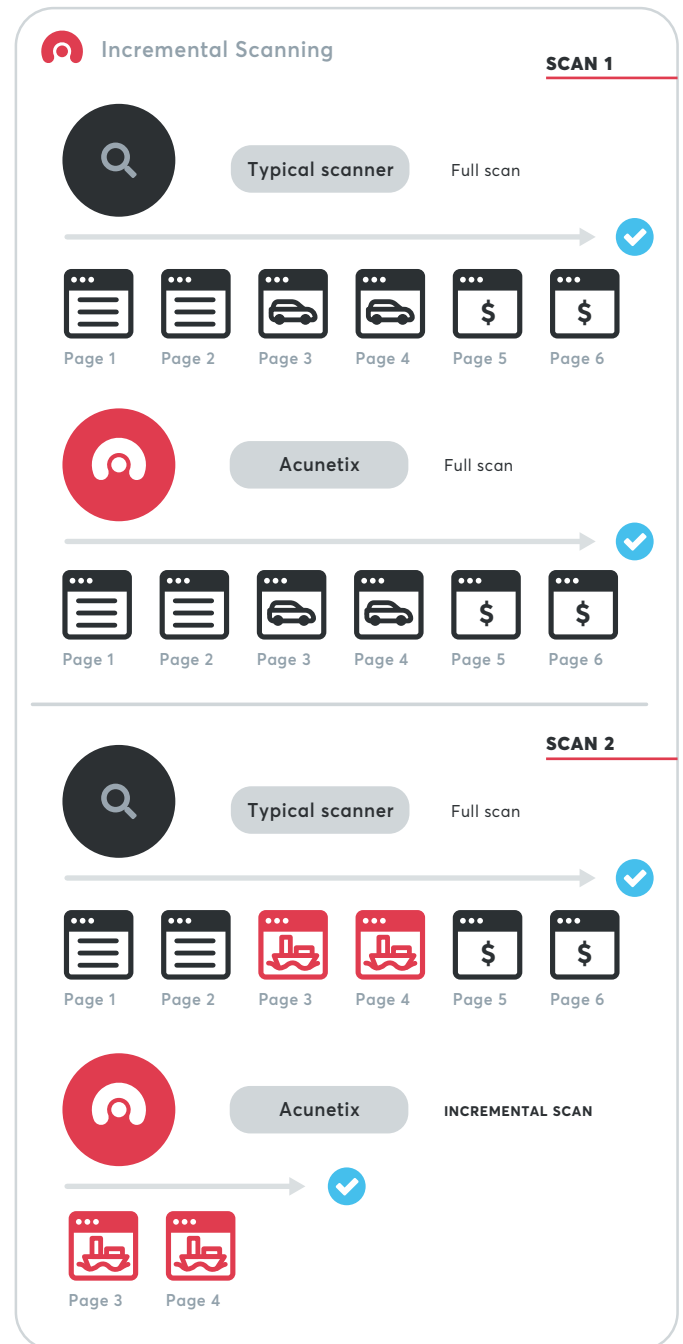 Incremental Scanning
SCAN 1
Typical scanner Full scan
$ $
Page 1 Page 2 Page 3 Page 4 Page 5 Page 6
Acunetix Full scan
$ $
Page 1 Page 2 Page 3 Page 4 Page 5 Page 6
SCAN 2
Typical scanner Full scan
$ $
Page 1 Page 2 Page 3 Page 4 Page 5 Page 6
Acunetix INCREMENTAL SCAN
Page 3 Page 4